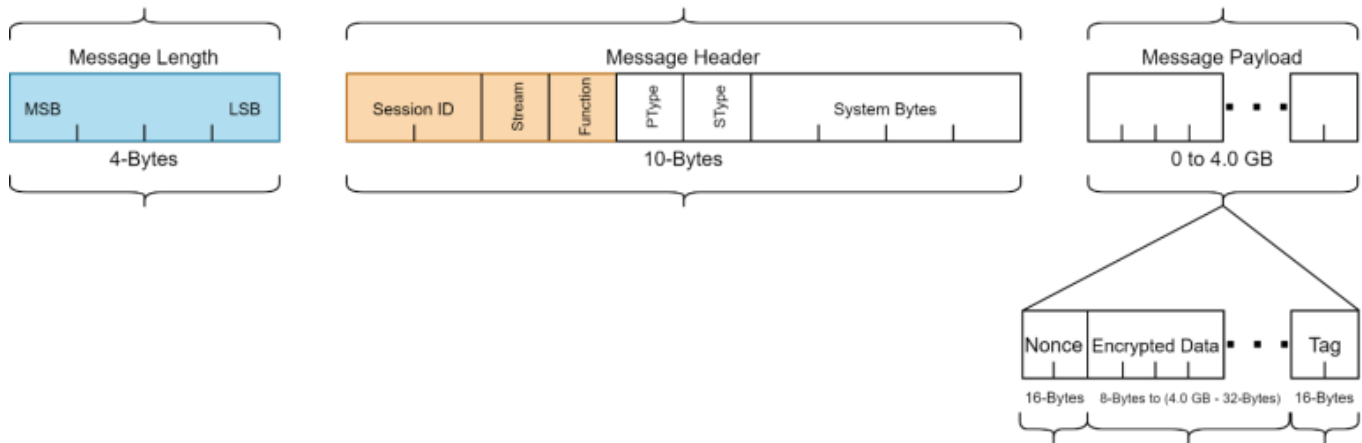 Message Length
Message Header
Message Payload
MSB
LSB
Session ID
Stream
Function
PType
SType
System Bytes
4-Bytes
10-Bytes
0 to 4.0 GB
Nonce
Encrypted Data
Tag
16-Bytes
8-Bytes to (4.0 GB - 32-Bytes)
16-Bytes